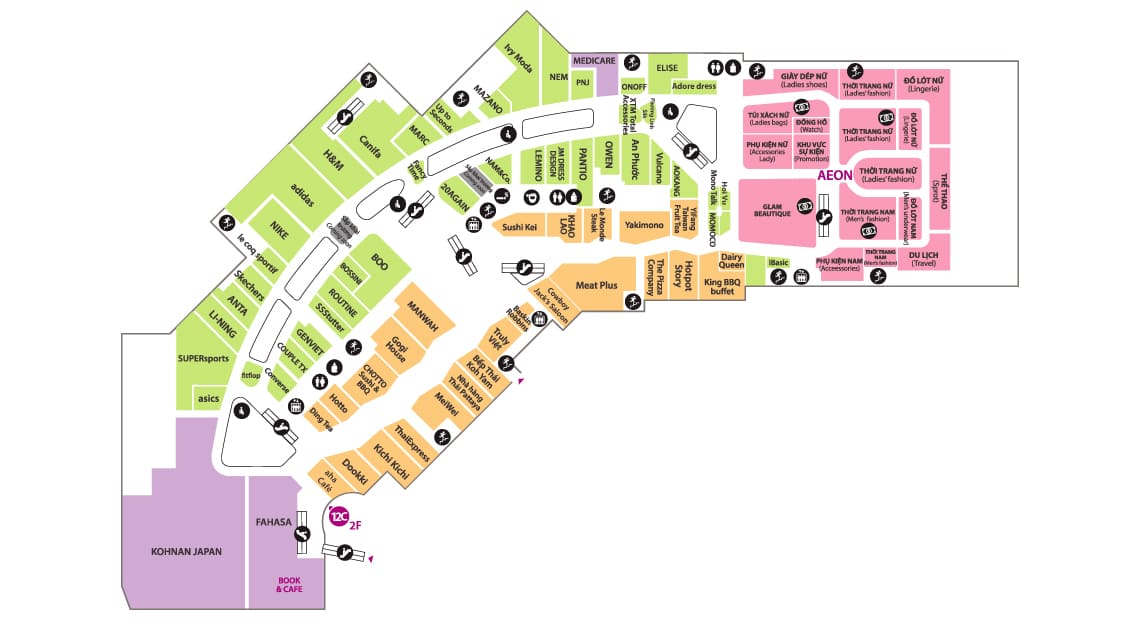 Ivy Moda
NEM
MEDICARE
PNJ
ELISE
ONOFF
Adore dress
MAZANO
Up to
Seconds
MARC
Canifa
H&M
adidas
NIKE
le coq sportif
Skechers
ANTA
LI-NING
SUPERsports
asics
fitflop
Converse
COUPLE TX
GENVIET
SSStutter
ROUTINE
BOSSINI
BOO
Fancy
Time
20AGAIN
NAM&Co.
LEMINO
JM DRESS
DESIGN
PANTIO
OWEN
XTM Total
Accessories
An Phước
Vulcano
AOKANG
Mono Talk
Hoi Vu
MOMOCO
Sushi Kei
KHAO
LAO
Le Monde
Steak
Yakimono
YiFang
Taiwan
Fruit Tea
Meat Plus
The Pizza
Company
Hotpot
Story
Dairy
Queen
King BBQ
buffet
iBasic
Cowboy
Jack's Saloon
Baskin
Robbins
Truly
Việt
Bếp Thái
Koh Yam
Nhà hàng
Thái Pattaya
MeiWei
ThaiExpress
Kichi Kichi
Dookki
aha
Café
MANWAH
Gogi
House
CHOTTO
Sushi &
BBQ
Hotto
Ding Tea
GIÀY DÉP NỮ
(Ladies shoes)
THỜI TRANG NỮ
(Ladies' fashion)
ĐỒ LÓT NỮ
(Lingerie)
TÚI XÁCH NỮ
(Ladies bags)
ĐỒNG HỒ
(Watch)
THỜI TRANG NỮ
(Ladies' fashion)
ĐỒ LÓT NỮ
(Lingerie)
PHỤ KIỆN NỮ
(Accessories
Lady)
KHU VỰC
SỰ KIỆN
(Promotion)
AEON
THỜI TRANG NỮ
(Ladies' fashion)
THỂ THAO
(Sprot)
GLAM
BEAUTIQUE
THỜI TRANG NAM
(Men's fashion)
ĐỒ LÓT NAM
(Men's underwear)
PHỤ KIỆN NAM
(Acceessories)
THỜI TRANG
NAM
(Men's fashion)
DU LỊCH
(Travel)
KOHNAN JAPAN
FAHASA
BOOK
& CAFE
12C
2F